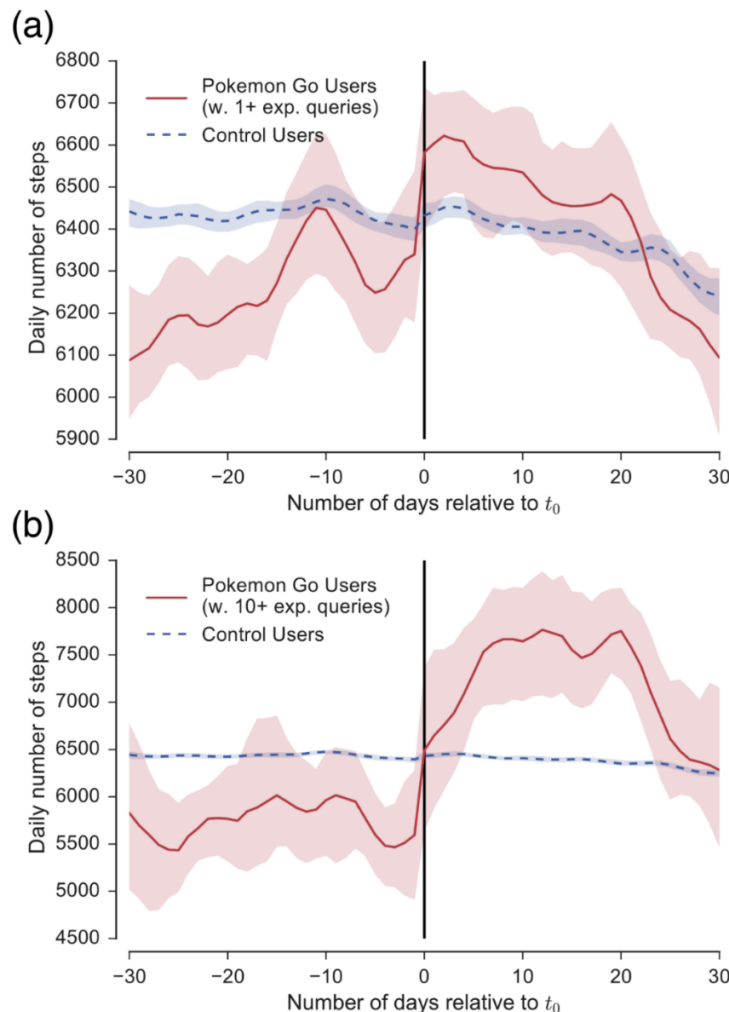 (a)
6800
6700
6600
6500
6400
6300
6200
6100
6000
5900
Daily number of steps
Pokemon Go Users
(w. 1+ exp. queries)
Control Users
−30
−20
−10
0
10
20
30
Number of days relative to t₀
(b)
8500
8000
7500
7000
6500
6000
5500
5000
4500
Daily number of steps
Pokemon Go Users
(w. 10+ exp. queries)
Control Users
−30
−20
−10
0
10
20
30
Number of days relative to t₀